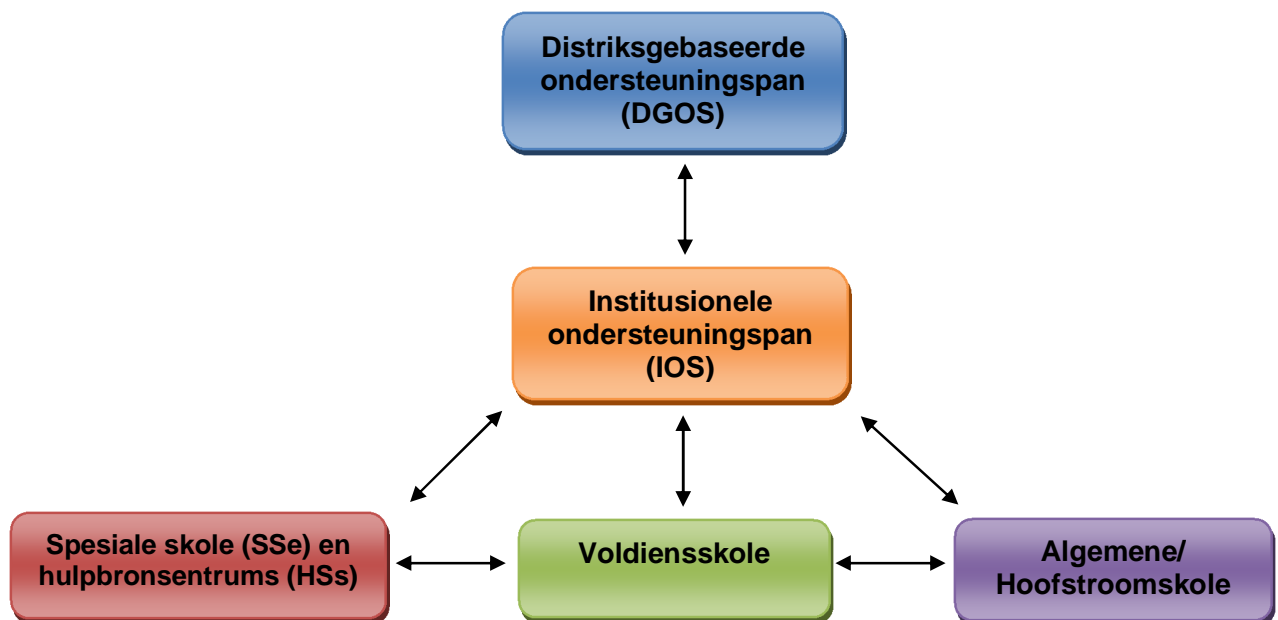 Distriksgebaseerde
ondersteuningspan
(DGOS)
Institusionele
ondersteuningspan
(IOS)
Spesiale skole (SSe) en
hulpbronsentrums (HSs)
Voldiensskole
Algemene/
Hoofstroomskole